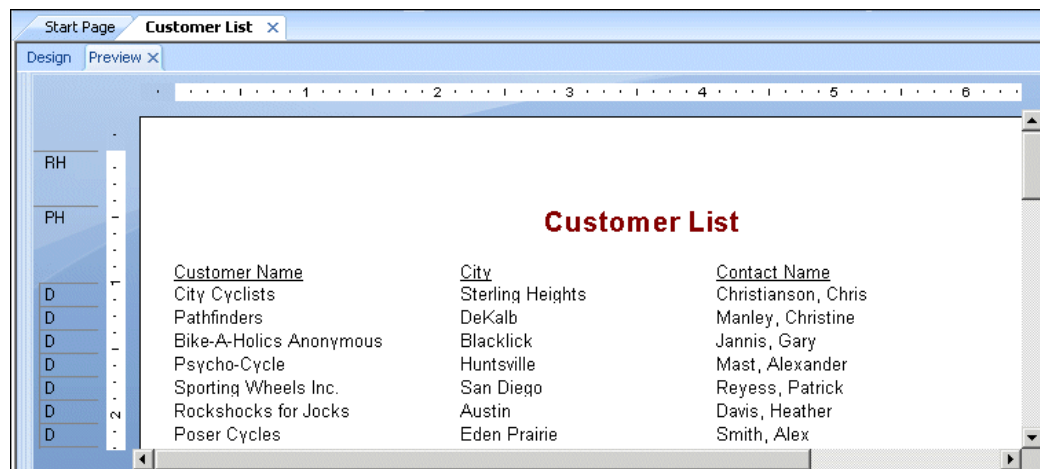 Start Page Customer List
Design Preview
1 2 3 4 5 6
RH
PH Customer List
1
Customer Name City Contact Name
D City Cyclists Sterling Heights Christianson, Chris
D Pathfinders DeKalb Manley, Christine
D Bike-A-Holics Anonymous Blacklick Jannis, Gary
D Psycho-Cycle Huntsville Mast, Alexander
D Sporting Wheels Inc. San Diego Reyess, Patrick
D 2 Rockshocks for Jocks Austin Davis, Heather
D Poser Cycles Eden Prairie Smith, Alex